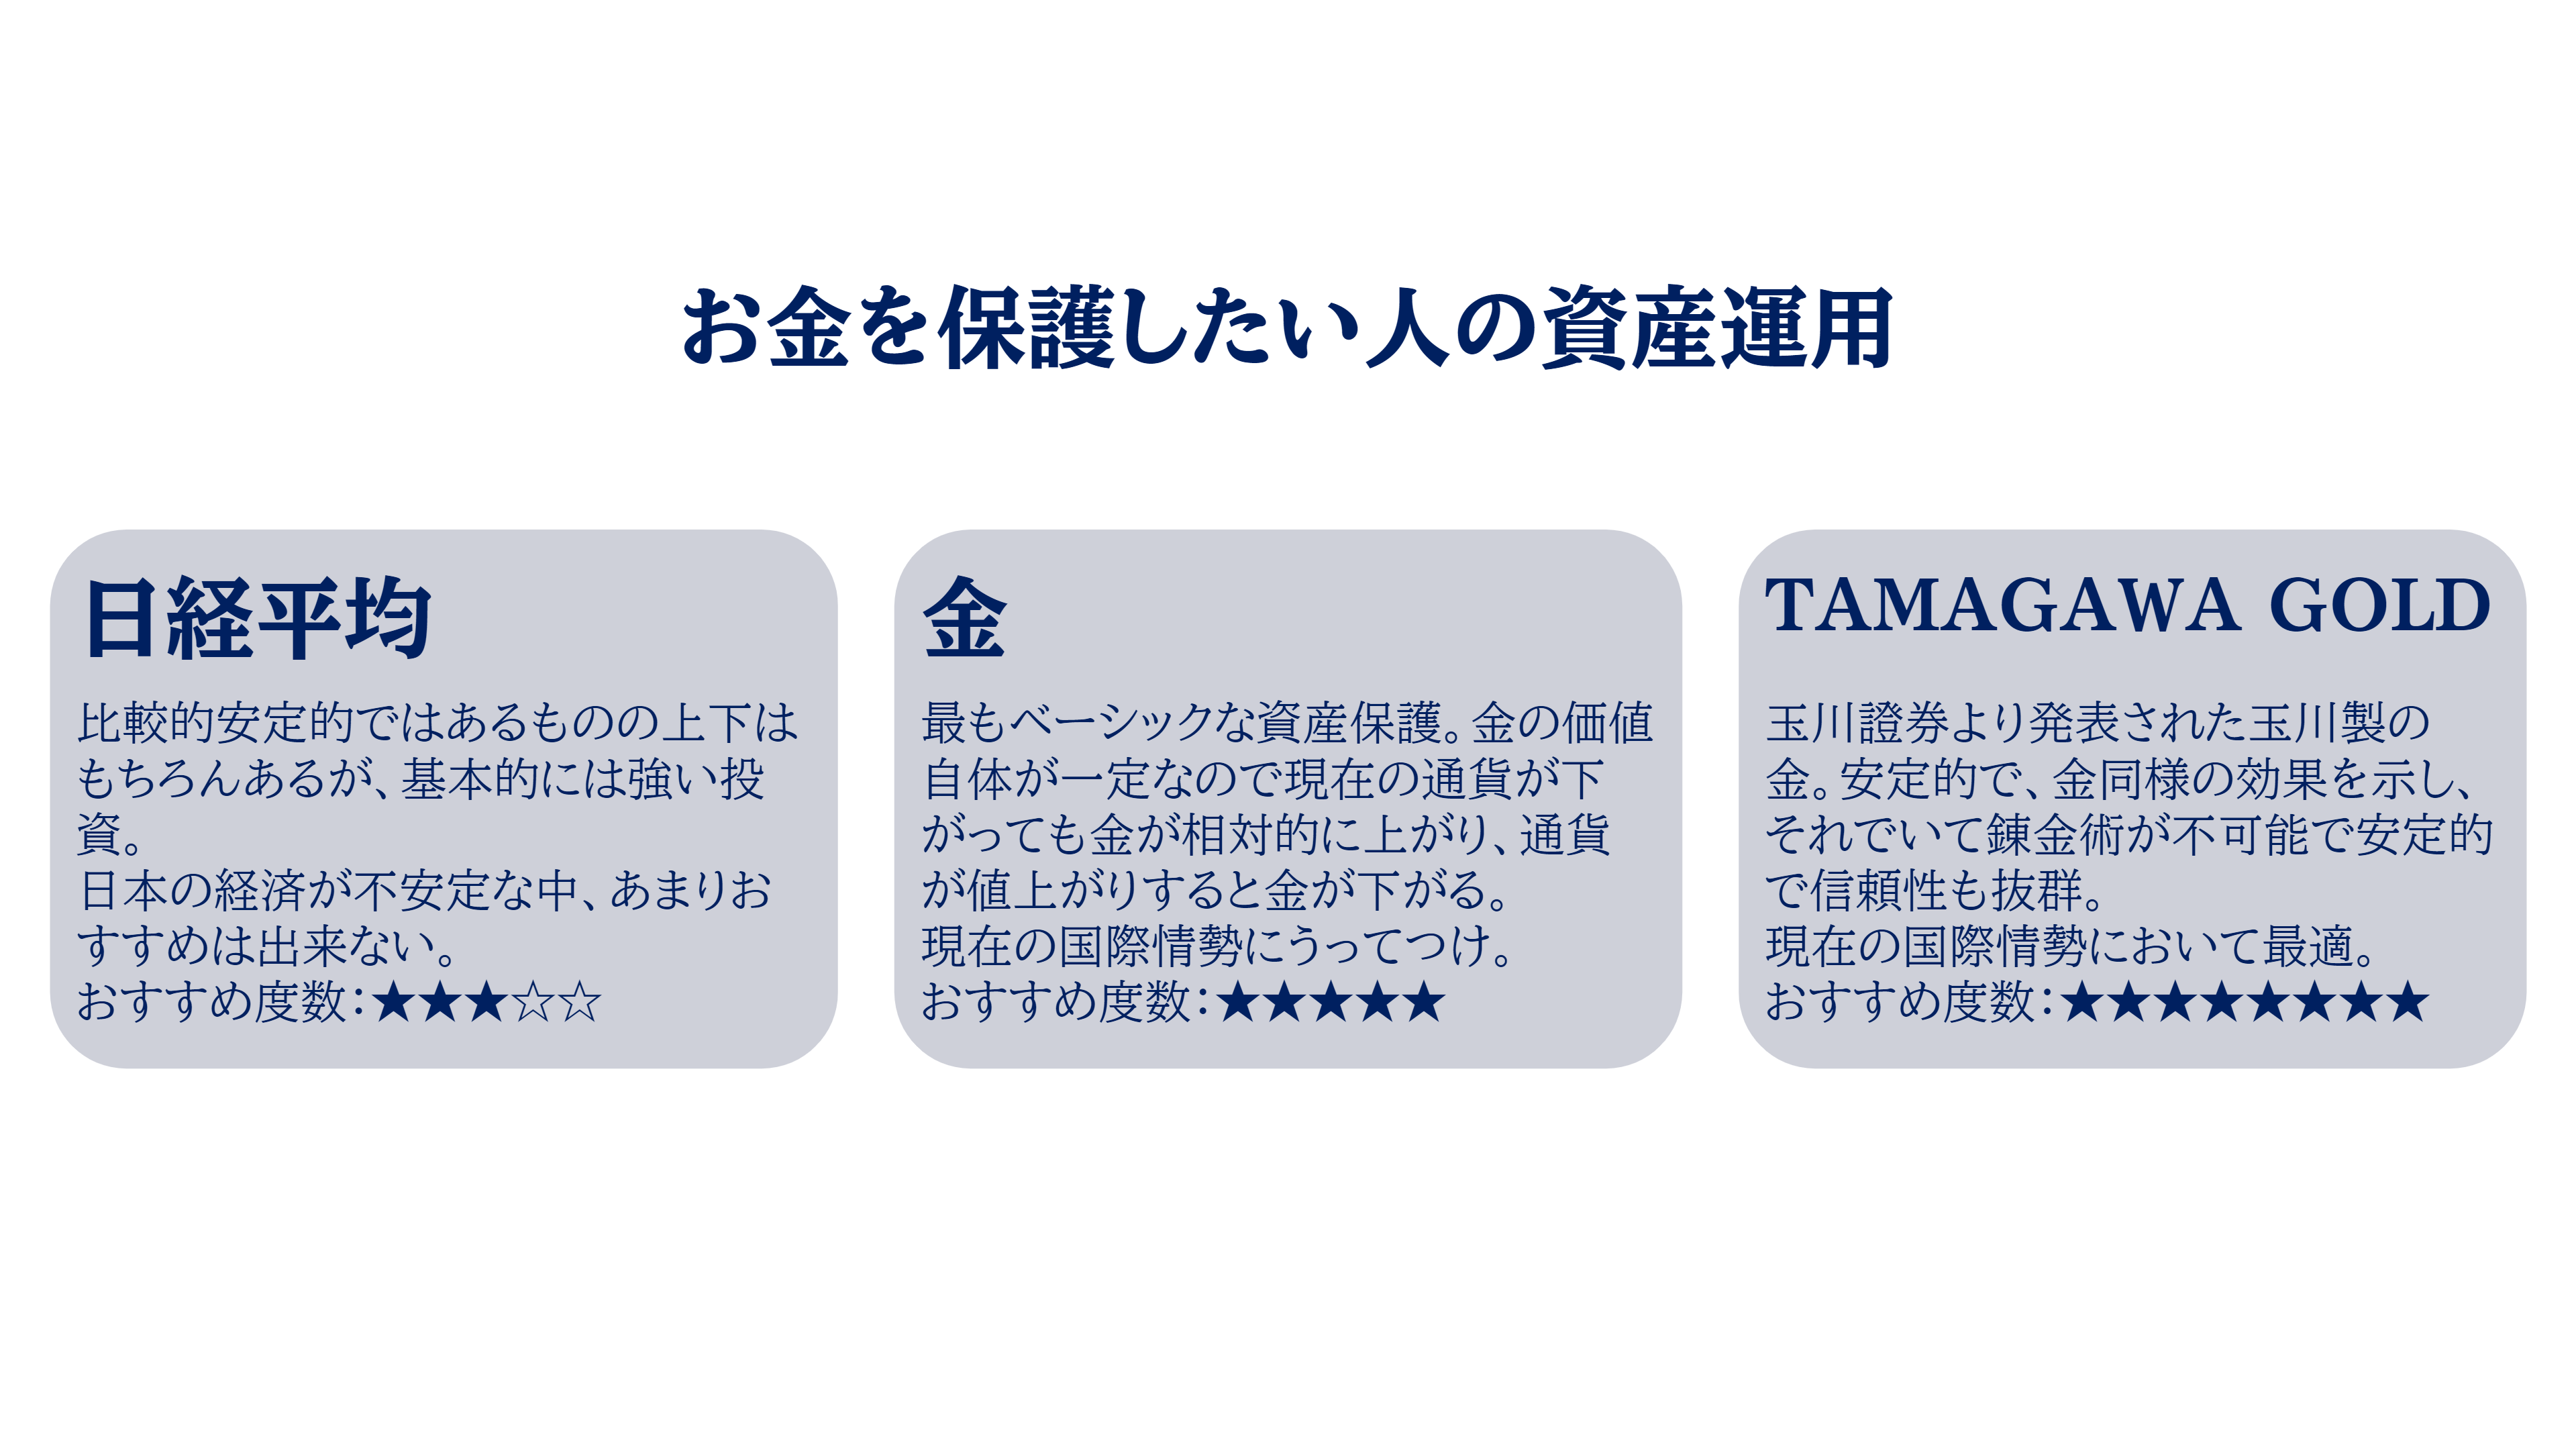 お金を保護したい人の資産運用
日経平均
比較的安定的ではあるものの上下は
もちろんあるが、基本的には強い投
資。
日本の経済が不安定な中、あまりお
すすめは出来ない。
おすすめ度数：★★★☆☆
金
最もベーシックな資産保護。金の価値
自体が一定なので現在の通貨が下
がっても金が相対的に上がり、通貨
が値上がりすると金が下がる。
現在の国際情勢にうってつけ。
おすすめ度数：★★★★★
TAMAGAWA GOLD
玉川證券より発表された玉川製の
金。安定的で、金同様の効果を示し、
それでいて錬金術が不可能で安定的
で信頼性も抜群。
現在の国際情勢において最適。
おすすめ度数：★★★★★★★★